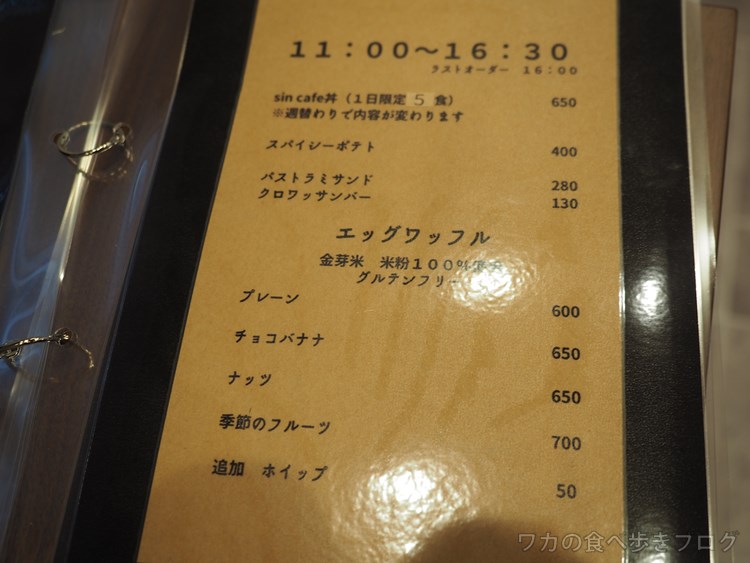 11:00〜16:30
ラストオーダー 16:00
sin cafe丼（１日限定 5 食） 650
※週替わりで内容が変わります
スパイシーポテト 400
パストラミサンド 280
クロワッサンバー 130
エッグワッフル
金芽米 米粉１００％
グルテンフリー
プレーン 600
チョコバナナ 650
ナッツ 650
季節のフルーツ 700
追加 ホイップ 50
ワカの食べ歩きブログ